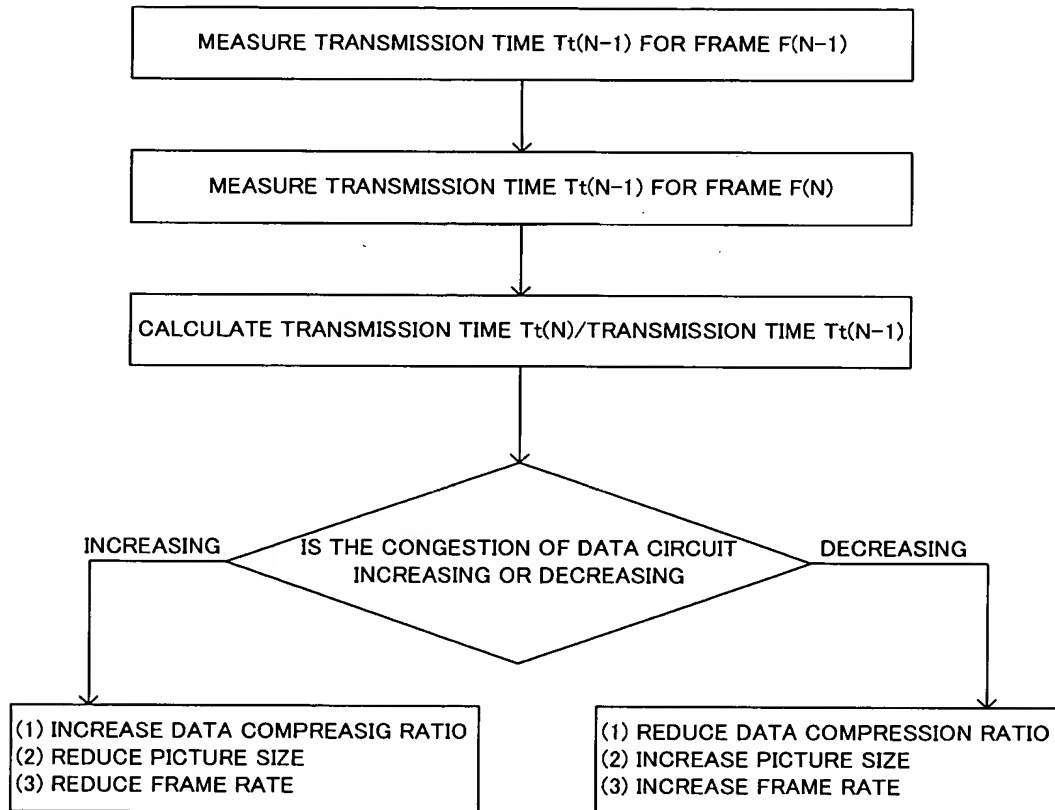 MEASURE TRANSMISSION TIME Tt(N-1) FOR FRAME F(N-1)
MEASURE TRANSMISSION TIME Tt(N-1) FOR FRAME F(N)
CALCULATE TRANSMISSION TIME Tt(N)/TRANSMISSION TIME Tt(N-1)
IS THE CONGESTION OF DATA CIRCUIT
INCREASING OR DECREASING
INCREASING
DECREASING
(1) INCREASE DATA COMPREASIG RATIO
(2) REDUCE PICTURE SIZE
(3) REDUCE FRAME RATE
(1) REDUCE DATA COMPRESSION RATIO
(2) INCREASE PICTURE SIZE
(3) INCREASE FRAME RATE